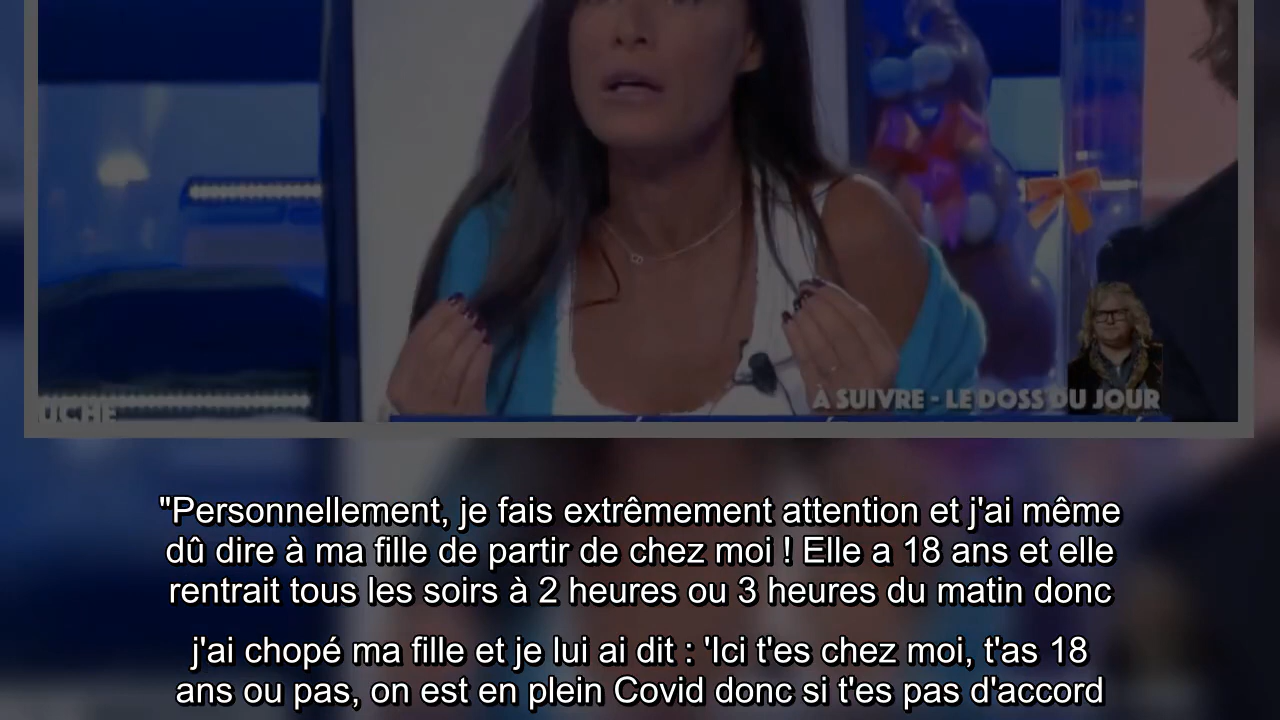 UCHE
À SUIVRE - LE DOSS DU JOUR
"Personnellement, je fais extrêmement attention et j'ai même
dû dire à ma fille de partir de chez moi ! Elle a 18 ans et elle
rentrait tous les soirs à 2 heures ou 3 heures du matin donc
j'ai chopé ma fille et je lui ai dit : 'Ici t'es chez moi, t'as 18
ans ou pas, on est en plein Covid donc si t'es pas d'accord